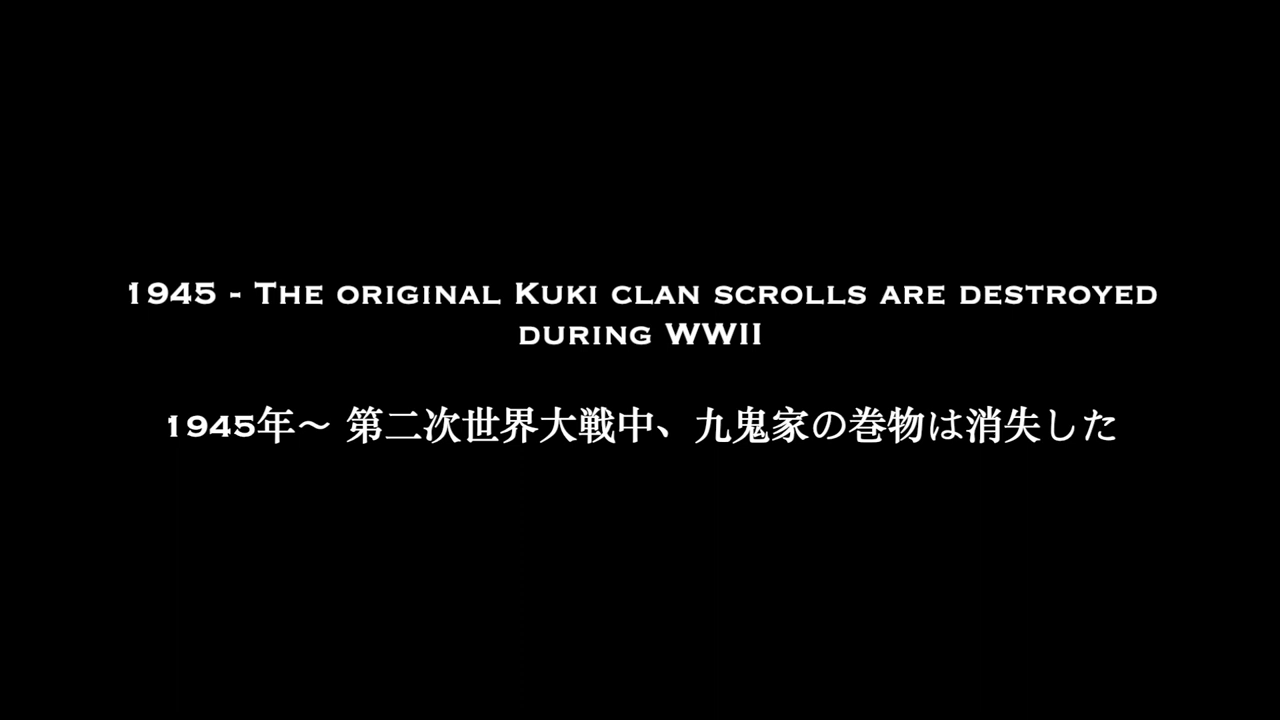 1945 - The original Kuki clan scrolls are destroyed
during WWII
1945年〜 第二次世界大戦中、九鬼家の巻物は消失した